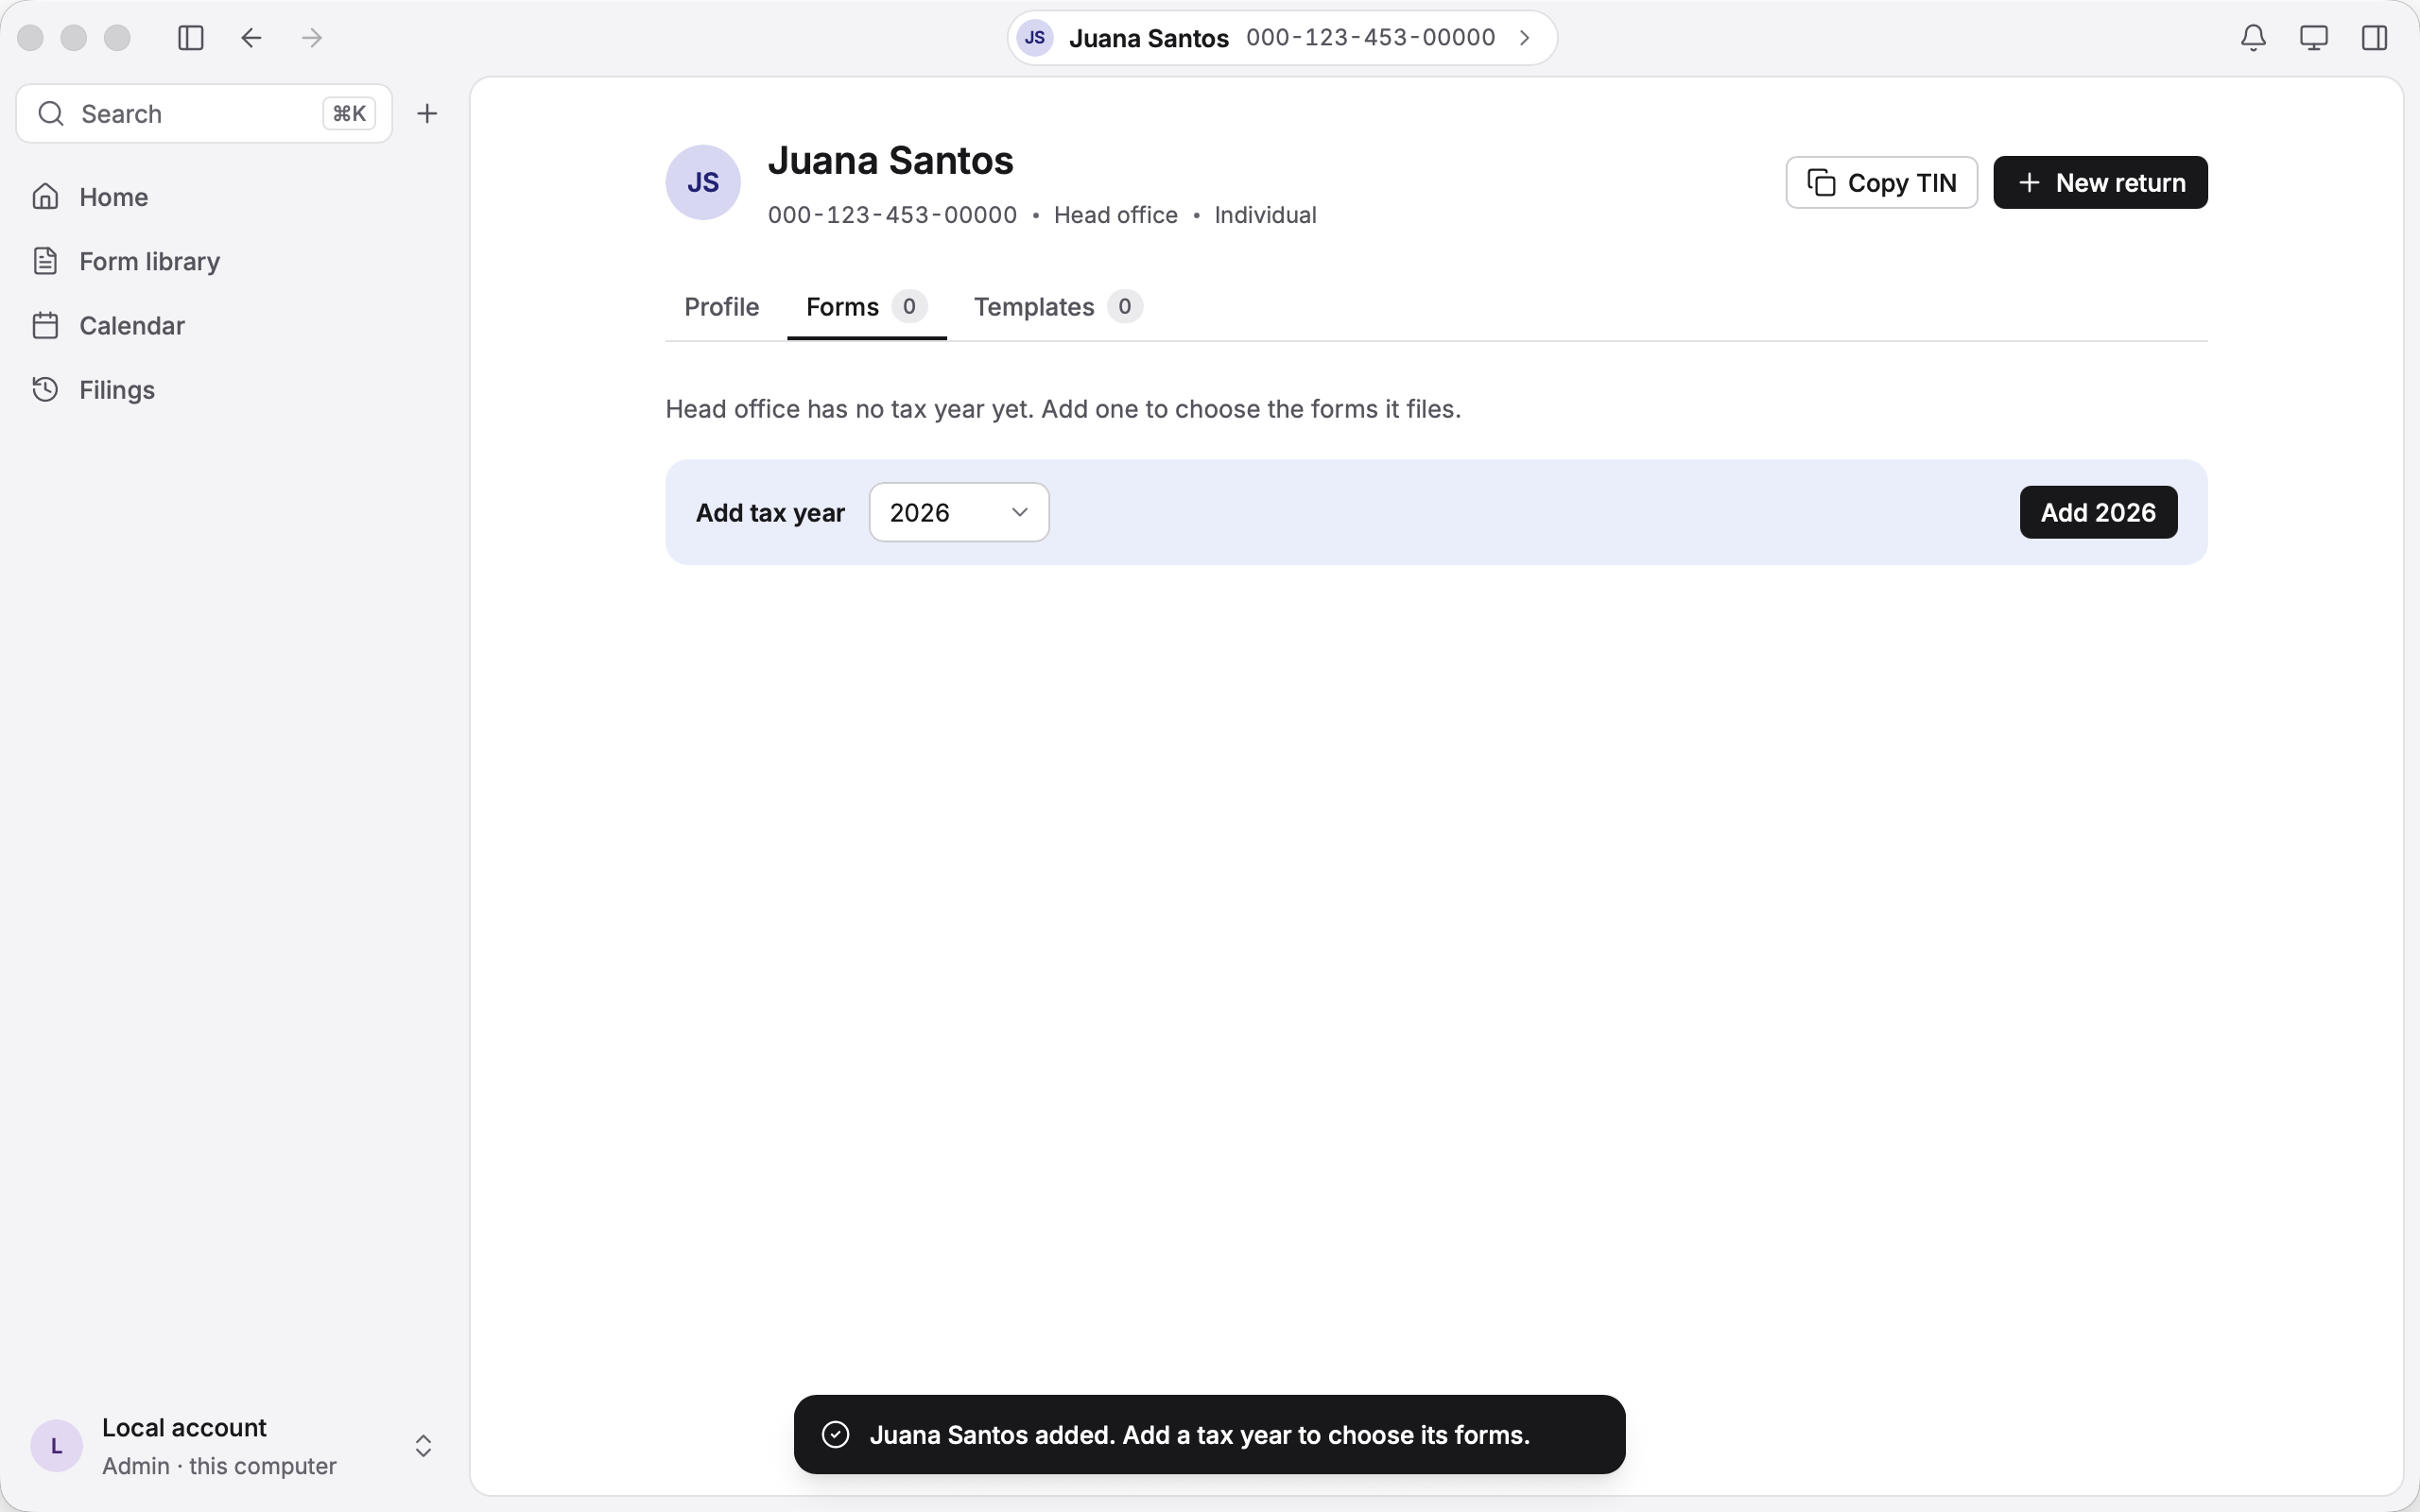 JS Juana Santos 000-123-453-00000
Search ⌘K
Home
Form library
Calendar
Filings
JS
Juana Santos
000-123-453-00000 • Head office • Individual
Copy TIN
New return
Profile Forms 0 Templates 0
Head office has no tax year yet. Add one to choose the forms it files.
Add tax year 2026 Add 2026
Juana Santos added. Add a tax year to choose its forms.
L
Local account
Admin · this computer